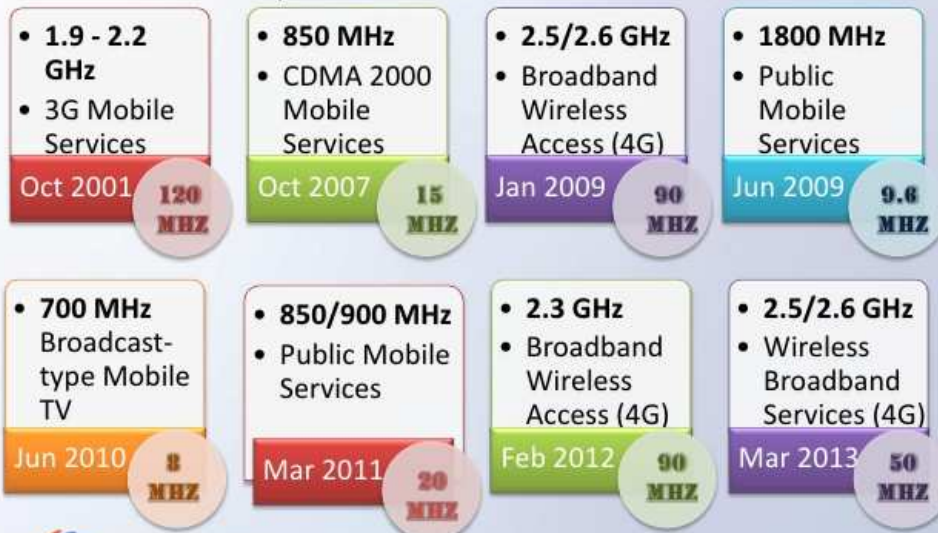 • 1.9 - 2.2
GHz
• 3G Mobile
Services
Oct 2001
120
MHZ
• 850 MHz
• CDMA 2000
Mobile
Services
Oct 2007
15
MHZ
• 2.5/2.6 GHz
• Broadband
Wireless
Access (4G)
Jan 2009
90
MHZ
• 1800 MHz
• Public
Mobile
Services
Jun 2009
9.6
MHZ
• 700 MHz
Broadcast-
type Mobile
TV
Jun 2010
8
MHZ
• 850/900 MHz
• Public Mobile
Services
Mar 2011
20
MHZ
• 2.3 GHz
• Broadband
Wireless
Access (4G)
Feb 2012
90
MHZ
• 2.5/2.6 GHz
• Wireless
Broadband
Services (4G)
Mar 2013
50
MHZ